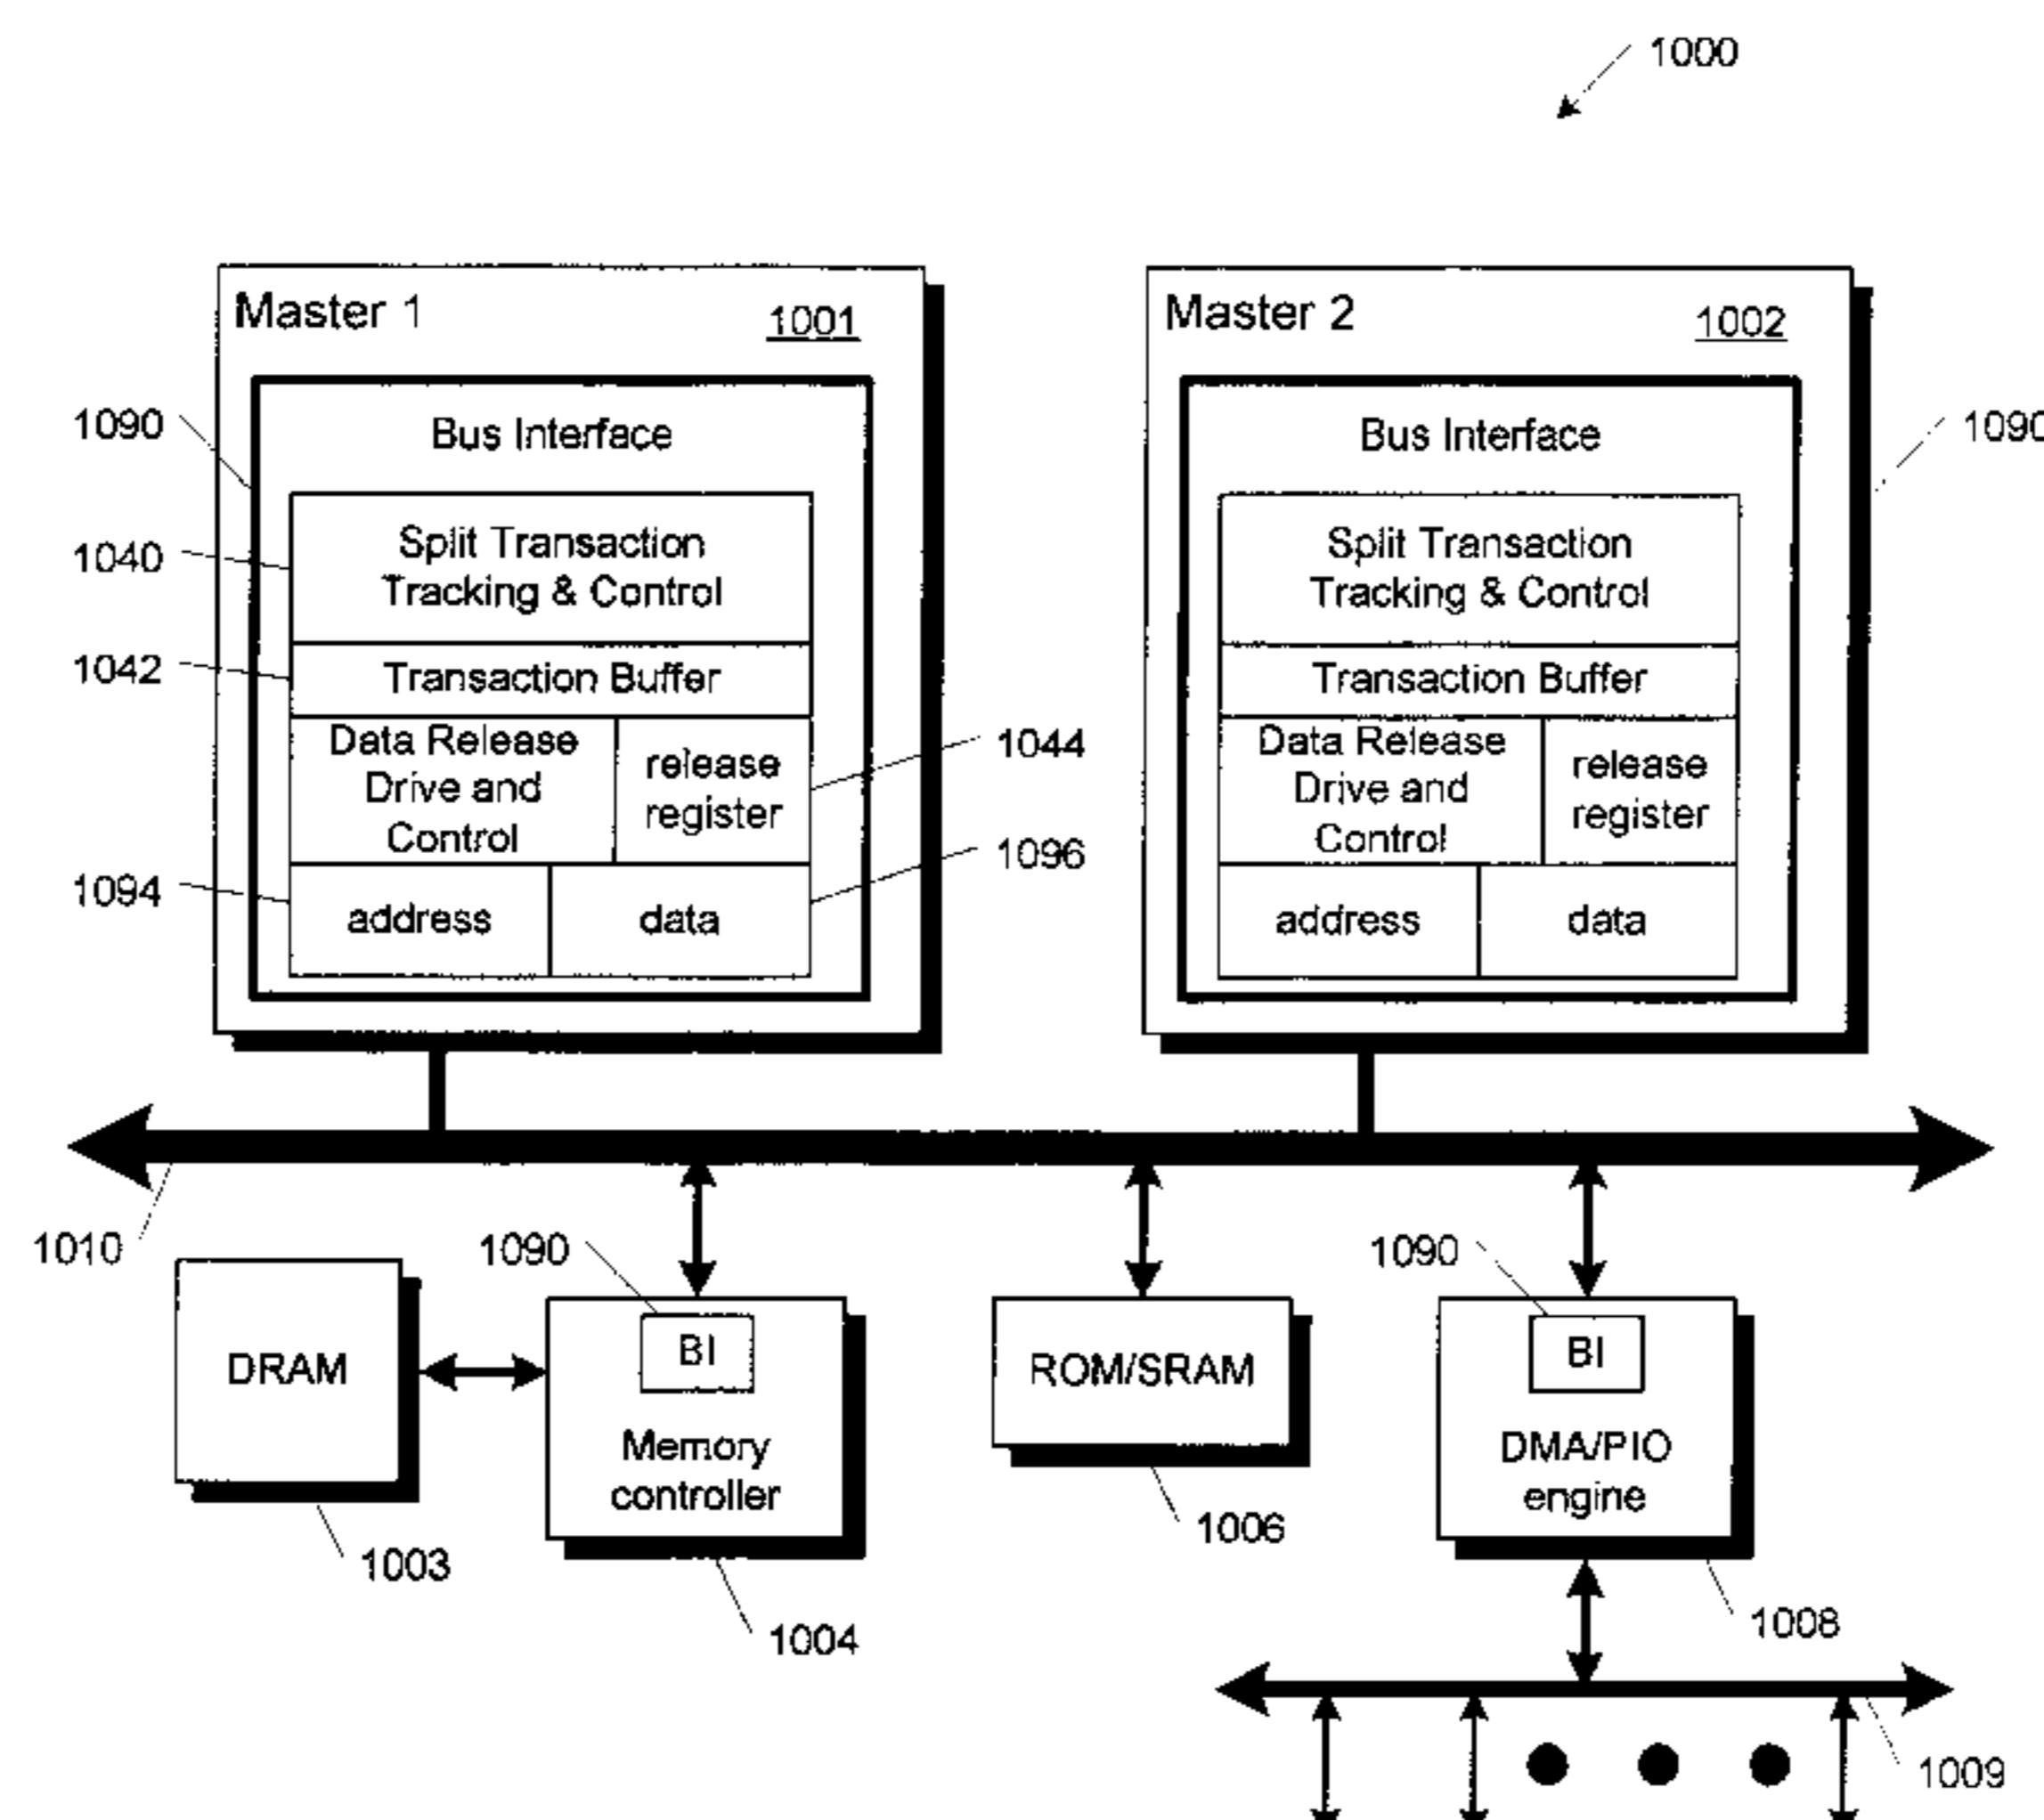 1000
Master 1
1001
Master 2
1002
1090
Bus Interface
Bus Interface
1090
1040
Split Transaction
Tracking & Control
Split Transaction
Tracking & Control
1042
Transaction Buffer
Transaction Buffer
Data Release
Drive and
Control
release
register
1044
Data Release
Drive and
Control
release
register
1096
1094
address
data
address
data
1010
1090
1090
DRAM
BI
Memory
controller
ROM/SRAM
BI
DMA/PIO
engine
1003
1004
1006
1008
1009